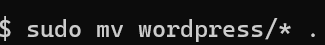 $ sudo mv wordpress/* .